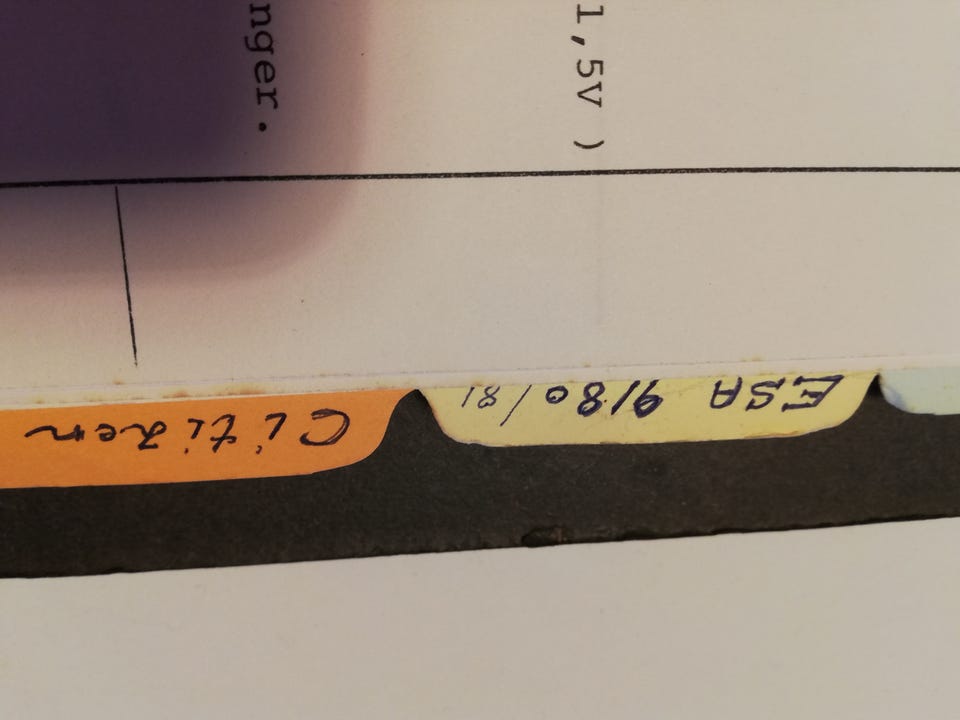 1,5V )
nger.
ESA 9180/81
Citizen